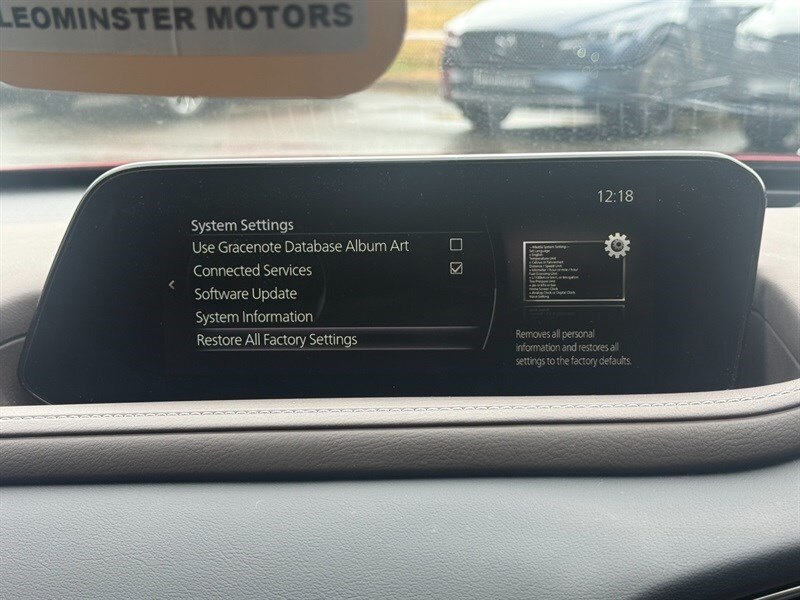 LEOMINSTER MOTORS
12:18
System Settings
Use Gracenote Database Album Art
Connected Services
Software Update
System Information
Restore All Factory Settings
Removes all personal
information and restores all
settings to the factory defaults.